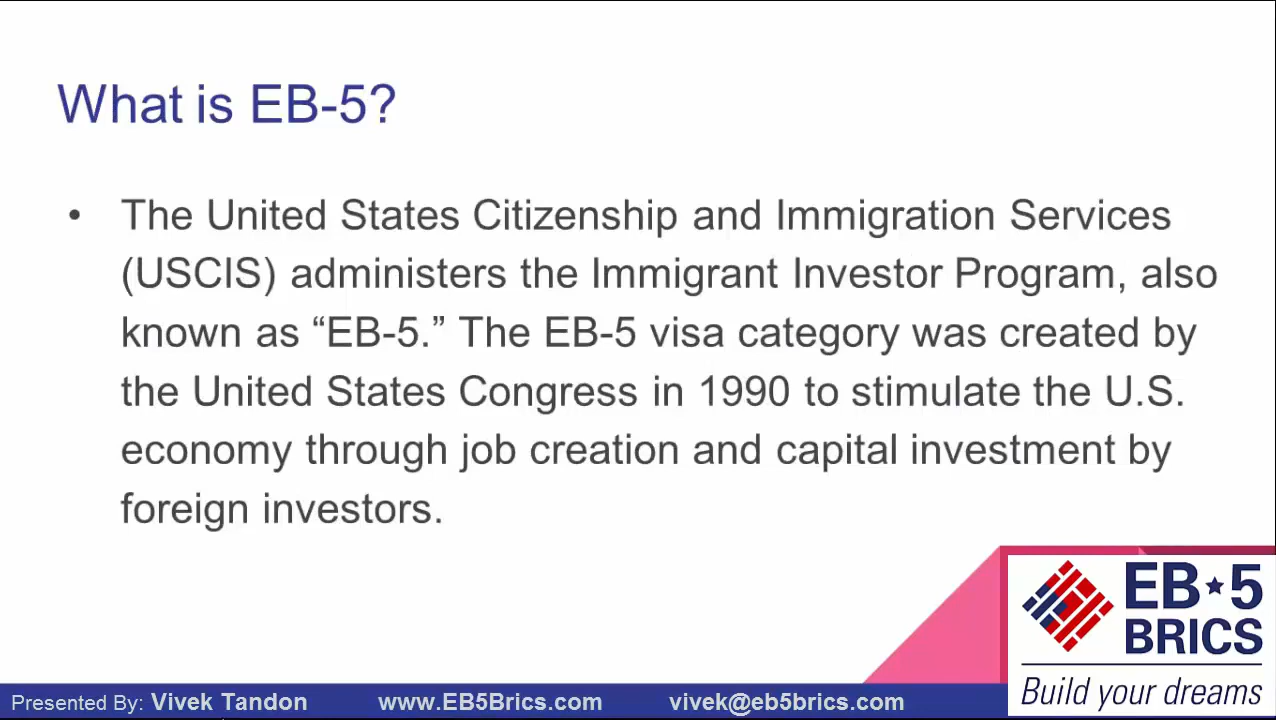 What is EB-5?
• The United States Citizenship and Immigration Services
(USCIS) administers the Immigrant Investor Program, also
known as “EB-5.” The EB-5 visa category was created by
the United States Congress in 1990 to stimulate the U.S.
economy through job creation and capital investment by
foreign investors.
EB★5
BRICS
Build your dreams
Presented By: Vivek Tandon www.EB5Brics.com vivek@eb5brics.com